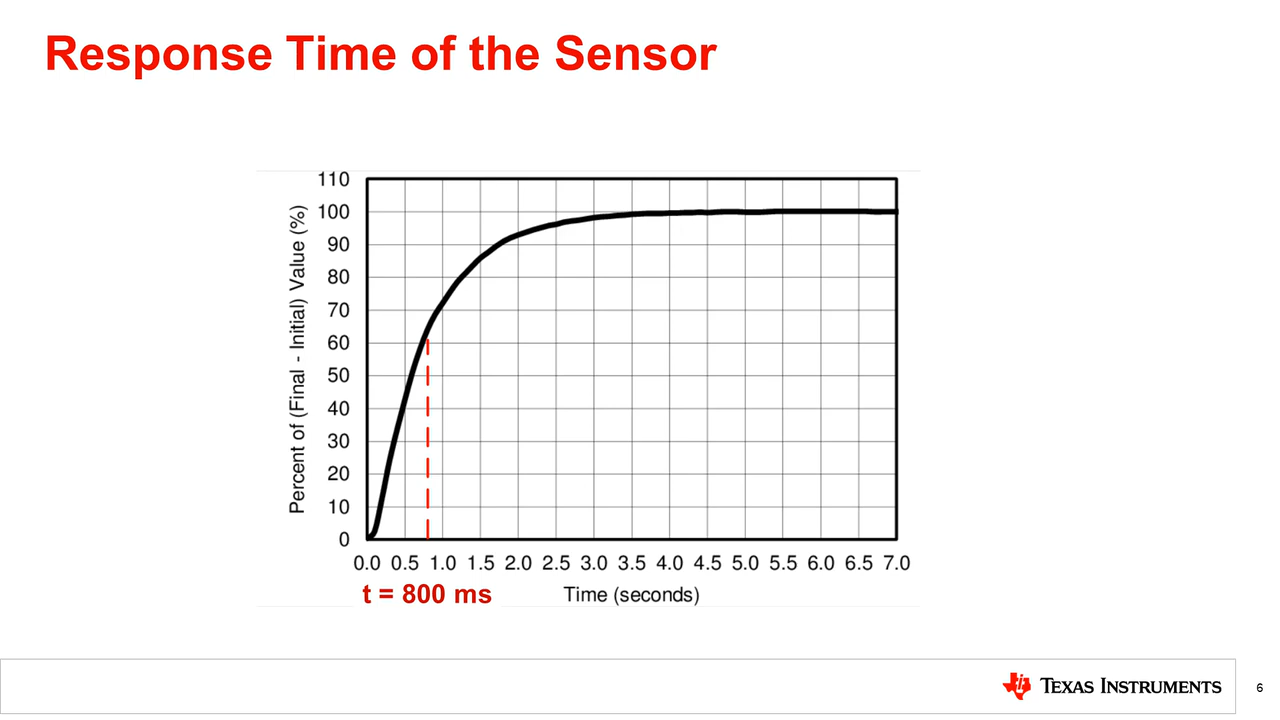 Response Time of the Sensor
110
100
90
80
70
60
50
40
30
20
10
0
Percent of (Final - Initial) Value (%)
0.0 0.5 1.0 1.5 2.0 2.5 3.0 3.5 4.0 4.5 5.0 5.5 6.0 6.5 7.0
t = 800 ms
Time (seconds)
TEXAS INSTRUMENTS
6